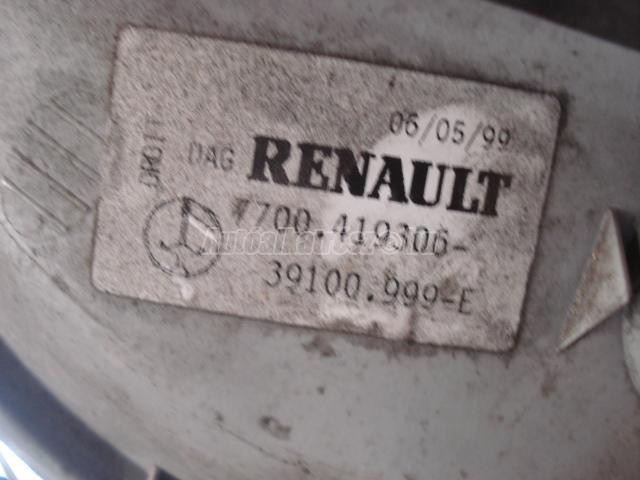 06/05/99
DAG RENAULT
DROIT
7700.419306-
39100.999-E